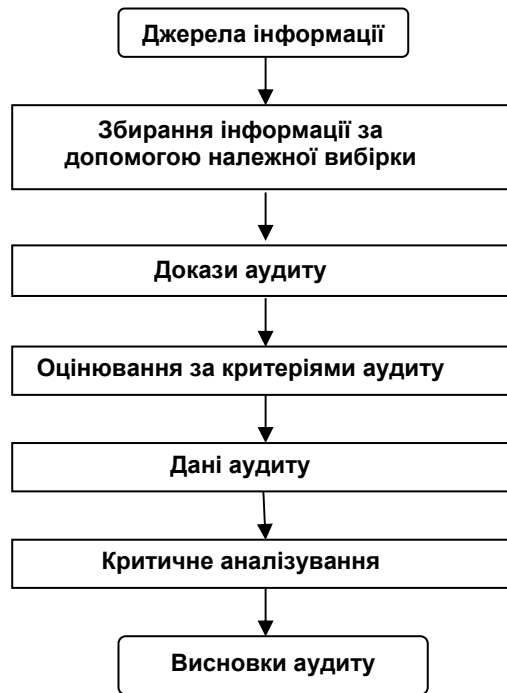 Джерела інформації
Збирання інформації за
допомогою належної вибірки
Докази аудиту
Оцінювання за критеріями аудиту
Дані аудиту
Критичне аналізування
Висновки аудиту